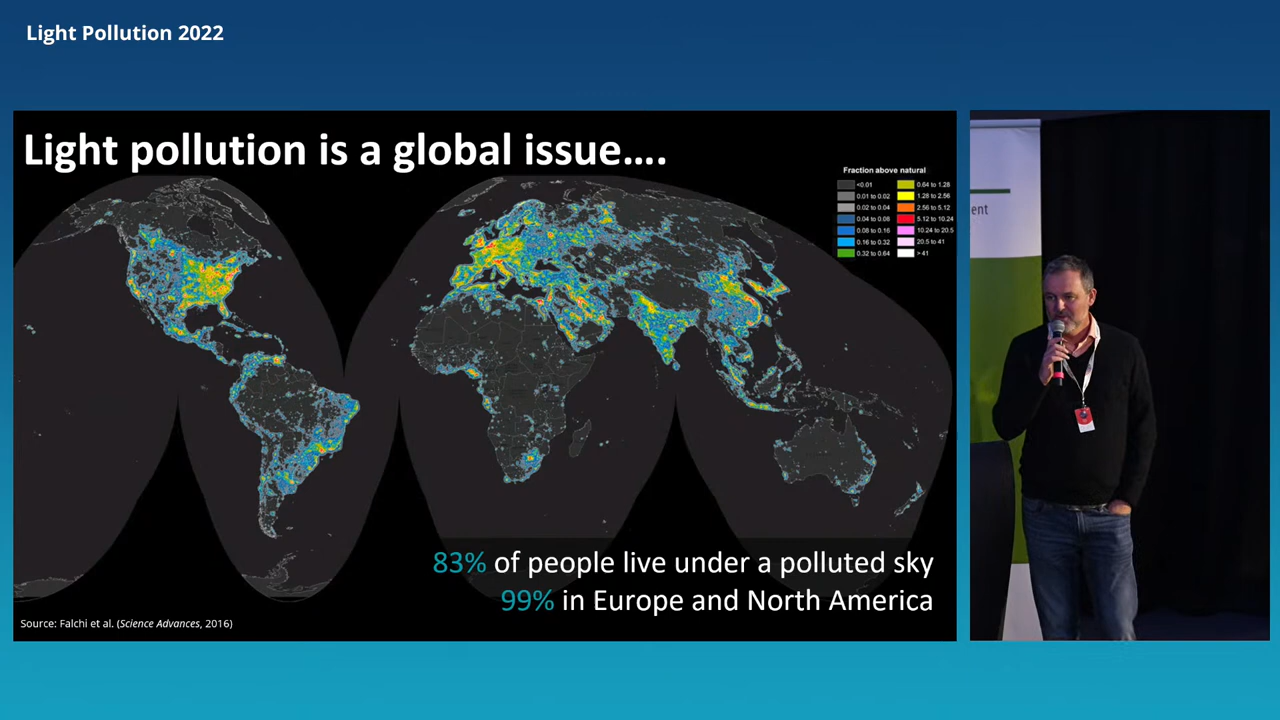 Light Pollution 2022
Light pollution is a global issue....
Fraction above natural
<0.01
0.01 to 0.02
0.02 to 0.04
0.04 to 0.08
0.08 to 0.16
0.16 to 0.32
0.32 to 0.64
0.64 to 1.28
1.28 to 2.56
2.56 to 5.12
5.12 to 10.24
10.24 to 20.5
20.5 to 41
> 41
ent
83% of people live under a polluted sky
99% in Europe and North America
Source: Falchi et al. (Science Advances, 2016)